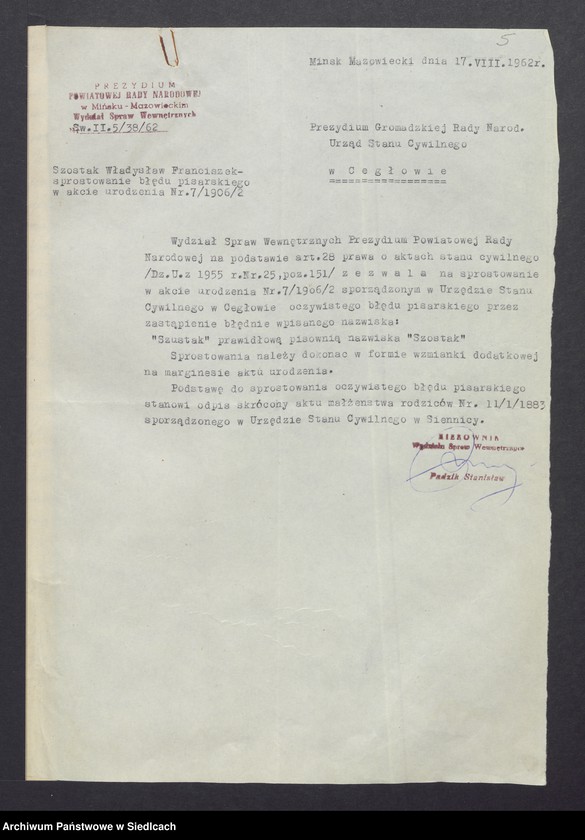 5
Mińsk Mazowiecki dnia 17.VIII.1962r.
PREZYDIUM
POWIATOWEJ RADY NARODOWEJ
w Mińsku-Mazowieckim
Wydział Spraw Wewnętrznych
Sw.II.5/38/62
Prezydium Gromadzkiej Rady Narod.
Urząd Stanu Cywilnego
w Cegłowie
==================
Szostak Władysław Franciszek-
sprostowanie błędu pisarskiego
w akcie urodzenia Nr.7/1906/2
Wydział Spraw Wewnętrznych Prezydium Powiatowej Rady
Narodowej na podstawie art.28 prawa o aktach stanu cywilnego
/Dz.U.z 1955 r.Nr.25,poz.151/ z e z w a l a na sprostowanie
w akcie urodzenia Nr.7/1906/2 sporządzonym w Urzędzie Stanu
Cywilnego w Cegłowie oczywistego błędu pisarskiego przez
zastąpienie błędnie wpisanego nazwiska:
"Szustak" prawidłową pisownią nazwiska "Szostak"
Sprostowania należy dokonac w formie wzmianki dodatkowej
na marginesie aktu urodzenia.
Podstawę do sprostowania oczywistego błędu pisarskiego
stanowi odpis skrócony aktu małżenstwa rodziców Nr. 11/1/1883
sporządzonego w Urzędzie Stanu Cywilnego w Siennicy.
KIEROWNIK
Wydziału Spraw Wewnętrznych
Padzik Stanisław
Archiwum Państwowe w Siedlcach